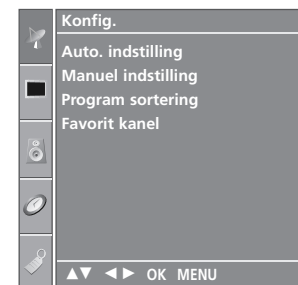 Konfig.
Auto. indstilling
Manuel indstilling
Program sortering
Favorit kanel
▲▼ ◄► OK MENU